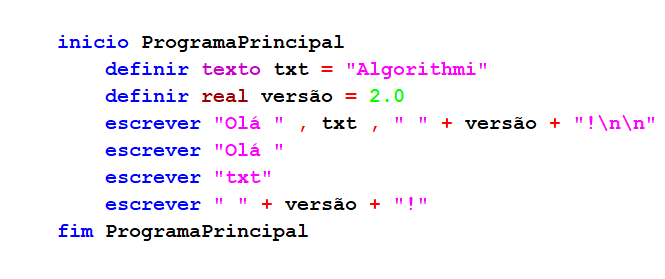 inicio ProgramaPrincipal
definir texto txt = "Algorithmi"
definir real versão = 2.0
escrever "Olá " , txt , " " + versão + "!\n\n"
escrever "Olá "
escrever "txt"
escrever " " + versão + "!"
fim ProgramaPrincipal